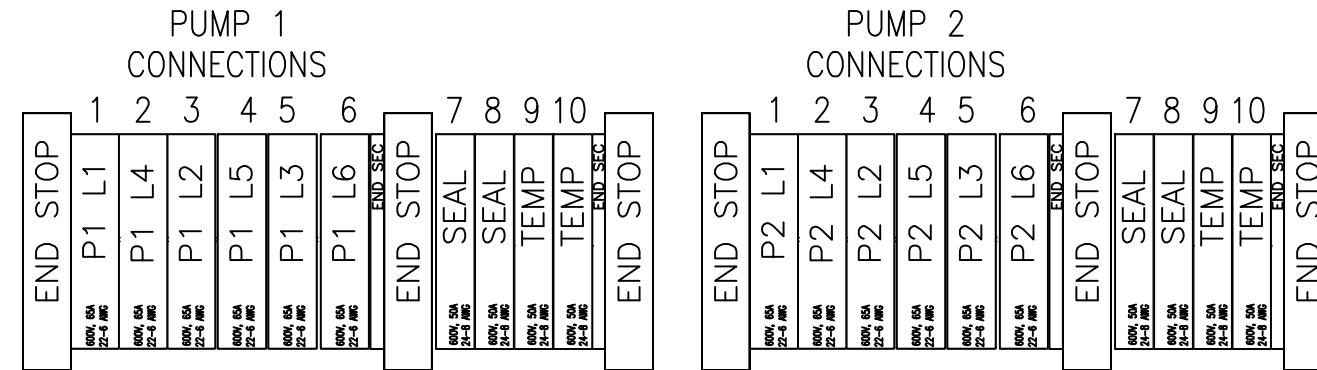 PUMP 1
CONNECTIONS
1 2 3 4 5 6 7 8 9 10
END STOP
P1 L1
600V, 65A
22-6 AWG
P1 L4
600V, 65A
22-6 AWG
P1 L2
600V, 65A
22-6 AWG
P1 L5
600V, 65A
22-6 AWG
P1 L3
600V, 65A
22-6 AWG
P1 L6
600V, 65A
22-6 AWG
END SEC
END STOP
SEAL
600V, 50A
24-8 AWG
SEAL
600V, 50A
24-8 AWG
TEMP
600V, 50A
24-8 AWG
TEMP
600V, 50A
24-8 AWG
END SEC
END STOP
PUMP 2
CONNECTIONS
1 2 3 4 5 6 7 8 9 10
END STOP
P2 L1
600V, 65A
22-6 AWG
P2 L4
600V, 65A
22-6 AWG
P2 L2
600V, 65A
22-6 AWG
P2 L5
600V, 65A
22-6 AWG
P2 L3
600V, 65A
22-6 AWG
P2 L6
600V, 65A
22-6 AWG
END SEC
END STOP
SEAL
600V, 50A
24-8 AWG
SEAL
600V, 50A
24-8 AWG
TEMP
600V, 50A
24-8 AWG
TEMP
600V, 50A
24-8 AWG
END SEC
END STOP